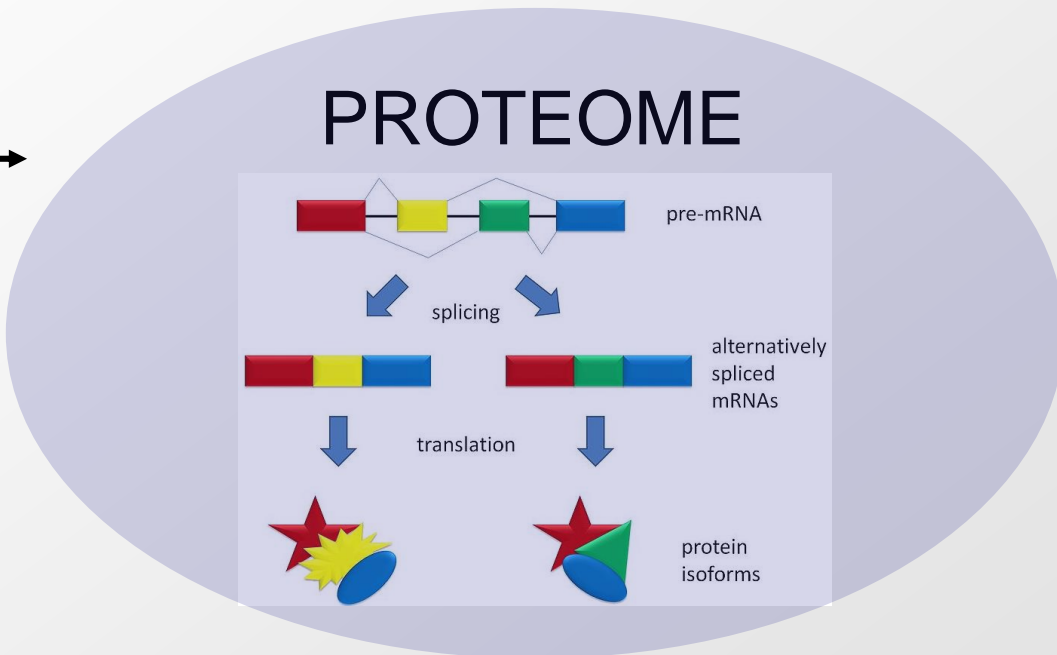 PROTEOME
pre-mRNA
splicing
alternatively
spliced
mRNAs
translation
protein
isoforms